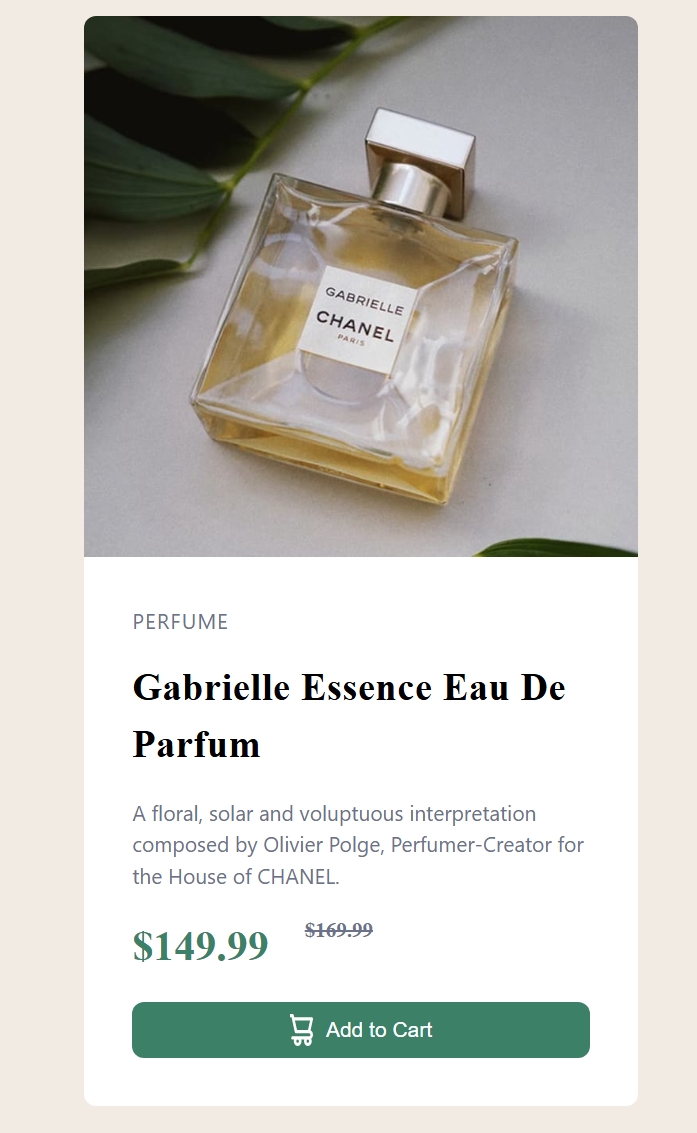 GABRIELLE
CHANEL
PARIS
PERFUME
Gabrielle Essence Eau De
Parfum
A floral, solar and voluptuous interpretation
composed by Olivier Polge, Perfumer-Creator for
the House of CHANEL.
$149.99 $169.99
Add to Cart